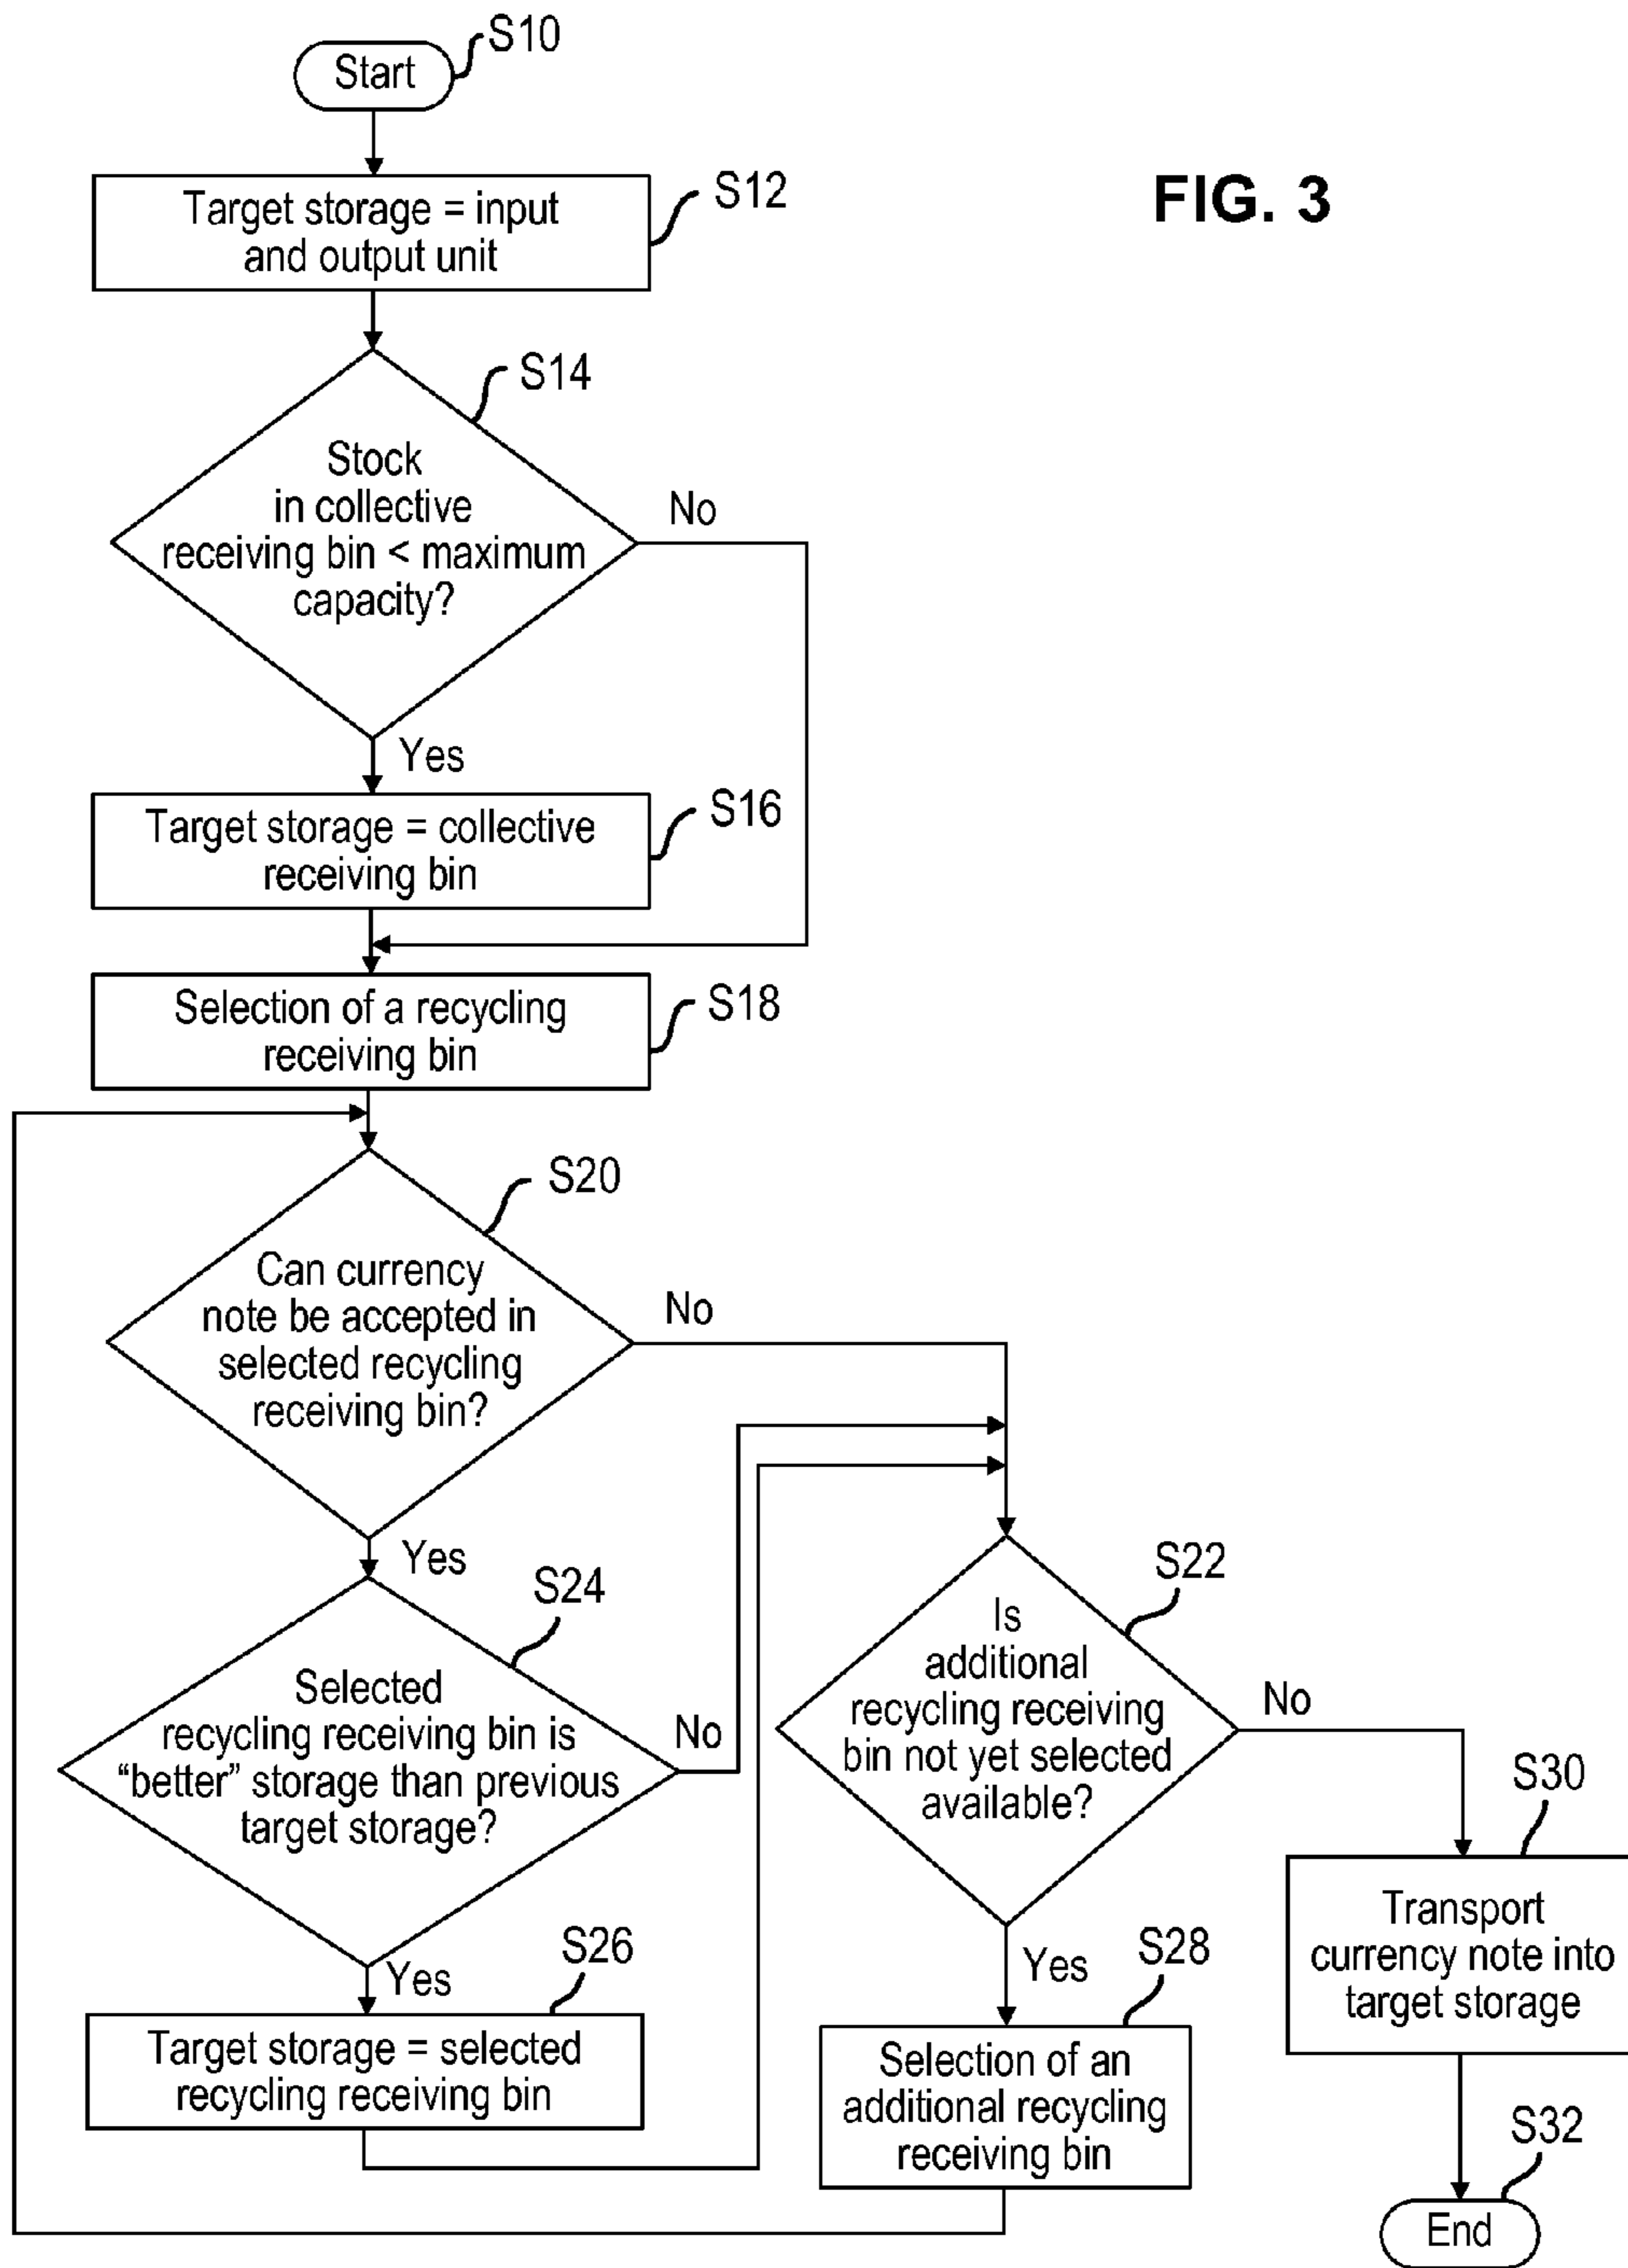 S10
Start
FIG. 3
S12
Target storage = input
and output unit
S14
Stock
in collective
receiving bin < maximum
capacity?
No
Yes
S16
Target storage = collective
receiving bin
S18
Selection of a recycling
receiving bin
S20
Can currency
note be accepted in
selected recycling
receiving bin?
No
Yes
S24
Selected
recycling receiving bin is
“better” storage than previous
target storage?
No
Yes
S26
Target storage = selected
recycling receiving bin
S22
Is
additional
recycling receiving
bin not yet selected
available?
No
Yes
S28
Selection of an
additional recycling
receiving bin
S30
Transport
currency note into
target storage
S32
End